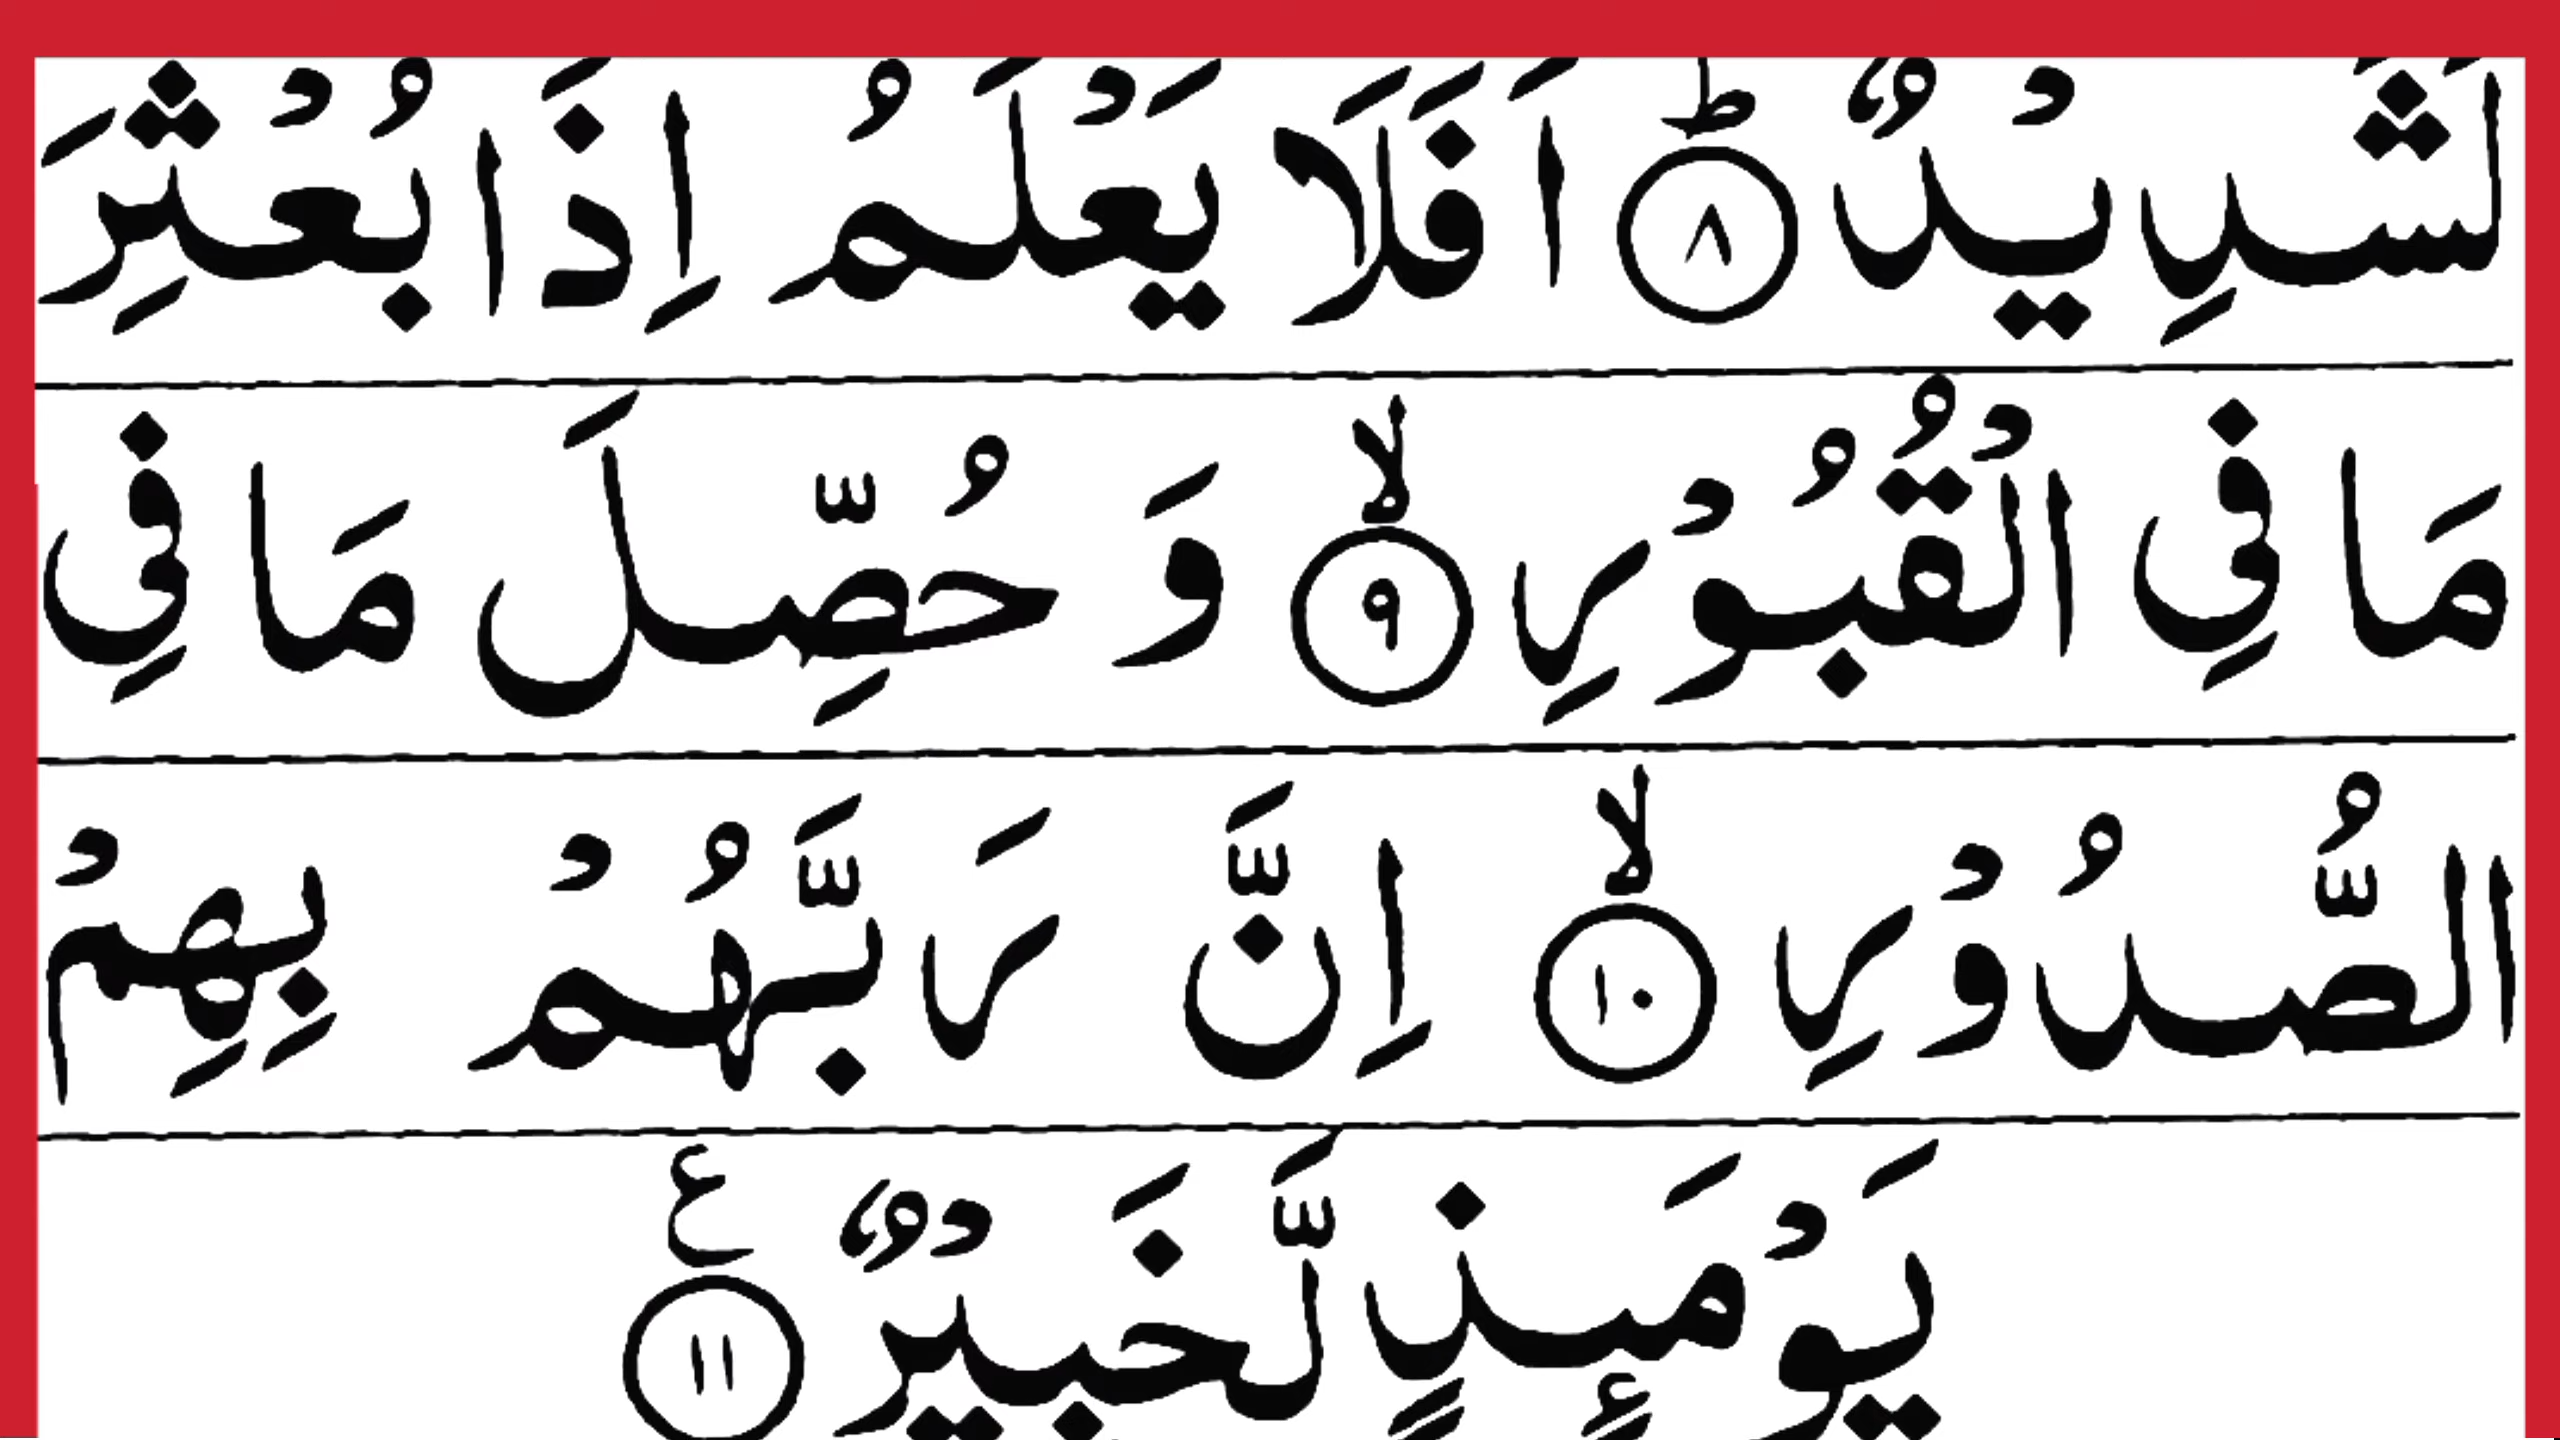 لَشَدِيْدٌ ؕ ﴿۸﴾ اَفَلَا يَعْلَمُ اِذَا بُعْثِرَ
مَا فِي الْقُبُوْرِ ۙ ﴿۹﴾ وَ حُصِّلَ مَا فِي
الصُّدُوْرِ ۙ ﴿۱۰﴾ اِنَّ رَبَّهُمْ بِهِمْ
يَوْمَئِذٍ لَّخَبِيْرٌ ﴿۱۱﴾ ع